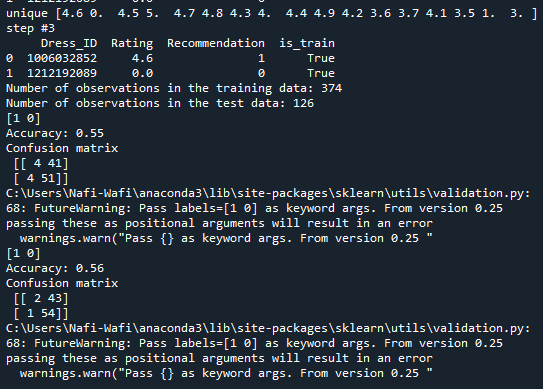 unique [4.6 0. 4.5 5. 4.7 4.8 4.3 4. 4.4 4.9 4.2 3.6 3.7 4.1 3.5 1. 3. ]
step #3
Dress_ID Rating Recommendation is_train
0 1006032852 4.6 1 True
1 1212192089 0.0 0 True
Number of observations in the training data: 374
Number of observations in the test data: 126
[1 0]
Accuracy: 0.55
Confusion matrix
[[ 4 41]
[ 4 51]]
C:\Users\Nafi-Wafi\anaconda3\lib\site-packages\sklearn\utils\validation.py:
68: FutureWarning: Pass labels=[1 0] as keyword args. From version 0.25
passing these as positional arguments will result in an error
warnings.warn("Pass {} as keyword args. From version 0.25 "
[1 0]
Accuracy: 0.56
Confusion matrix
[[ 2 43]
[ 1 54]]
C:\Users\Nafi-Wafi\anaconda3\lib\site-packages\sklearn\utils\validation.py:
68: FutureWarning: Pass labels=[1 0] as keyword args. From version 0.25
passing these as positional arguments will result in an error
warnings.warn("Pass {} as keyword args. From version 0.25 "